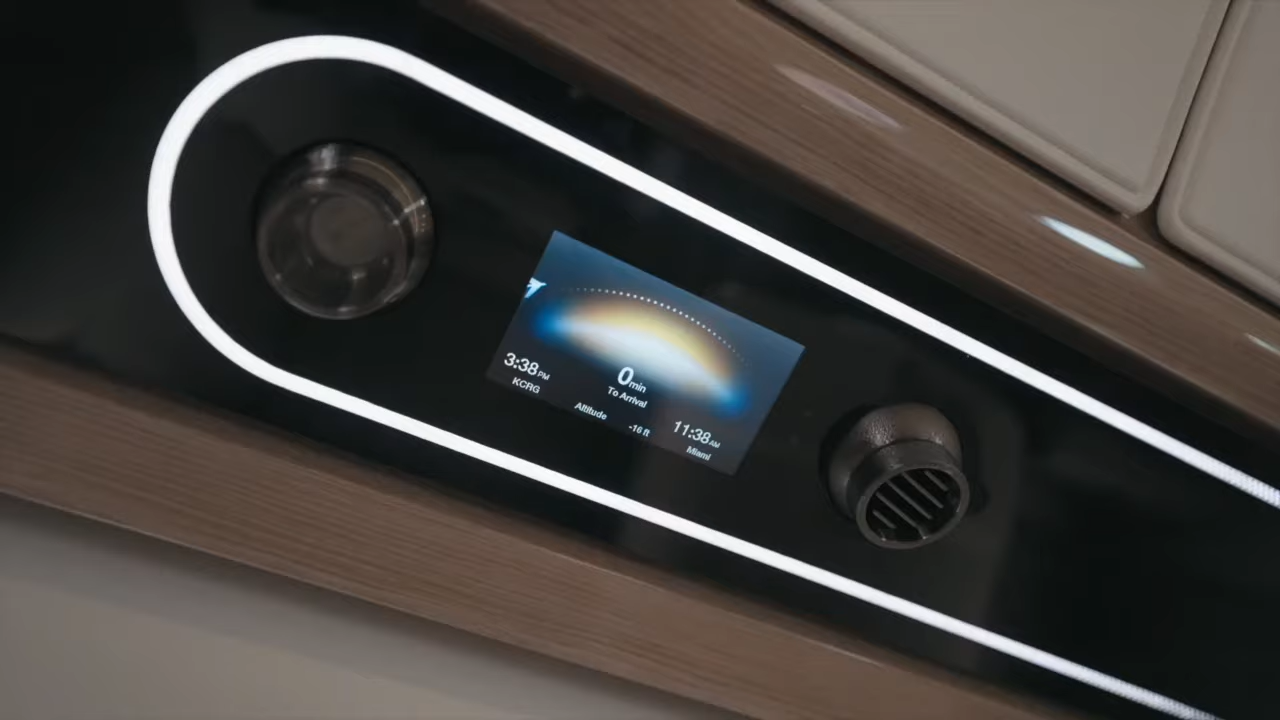 3:38 PM
KCRG
0 min
To Arrival
Altitude
-16 ft
11:38 AM
Miami